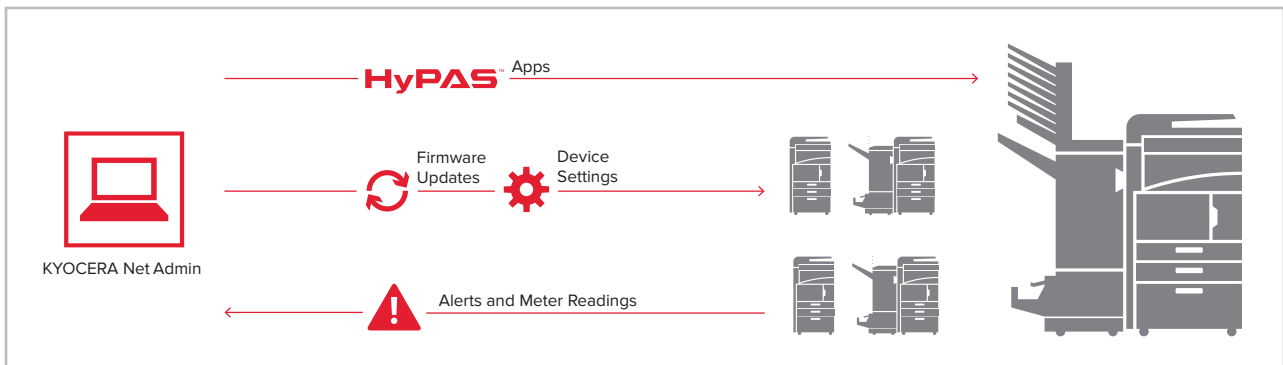 HyPAS™ Apps
Firmware
Updates
Device
Settings
KYOCERA Net Admin
Alerts and Meter Readings